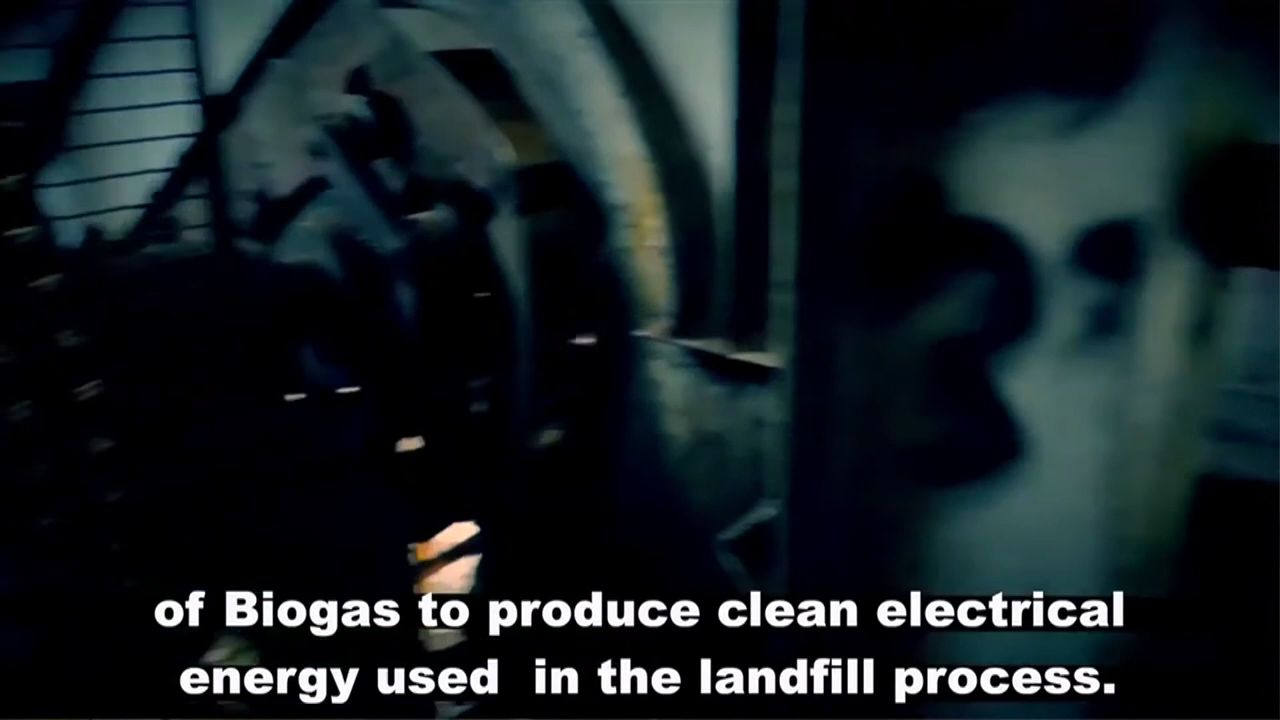 of Biogas to produce clean electrical
energy used  in the landfill process.